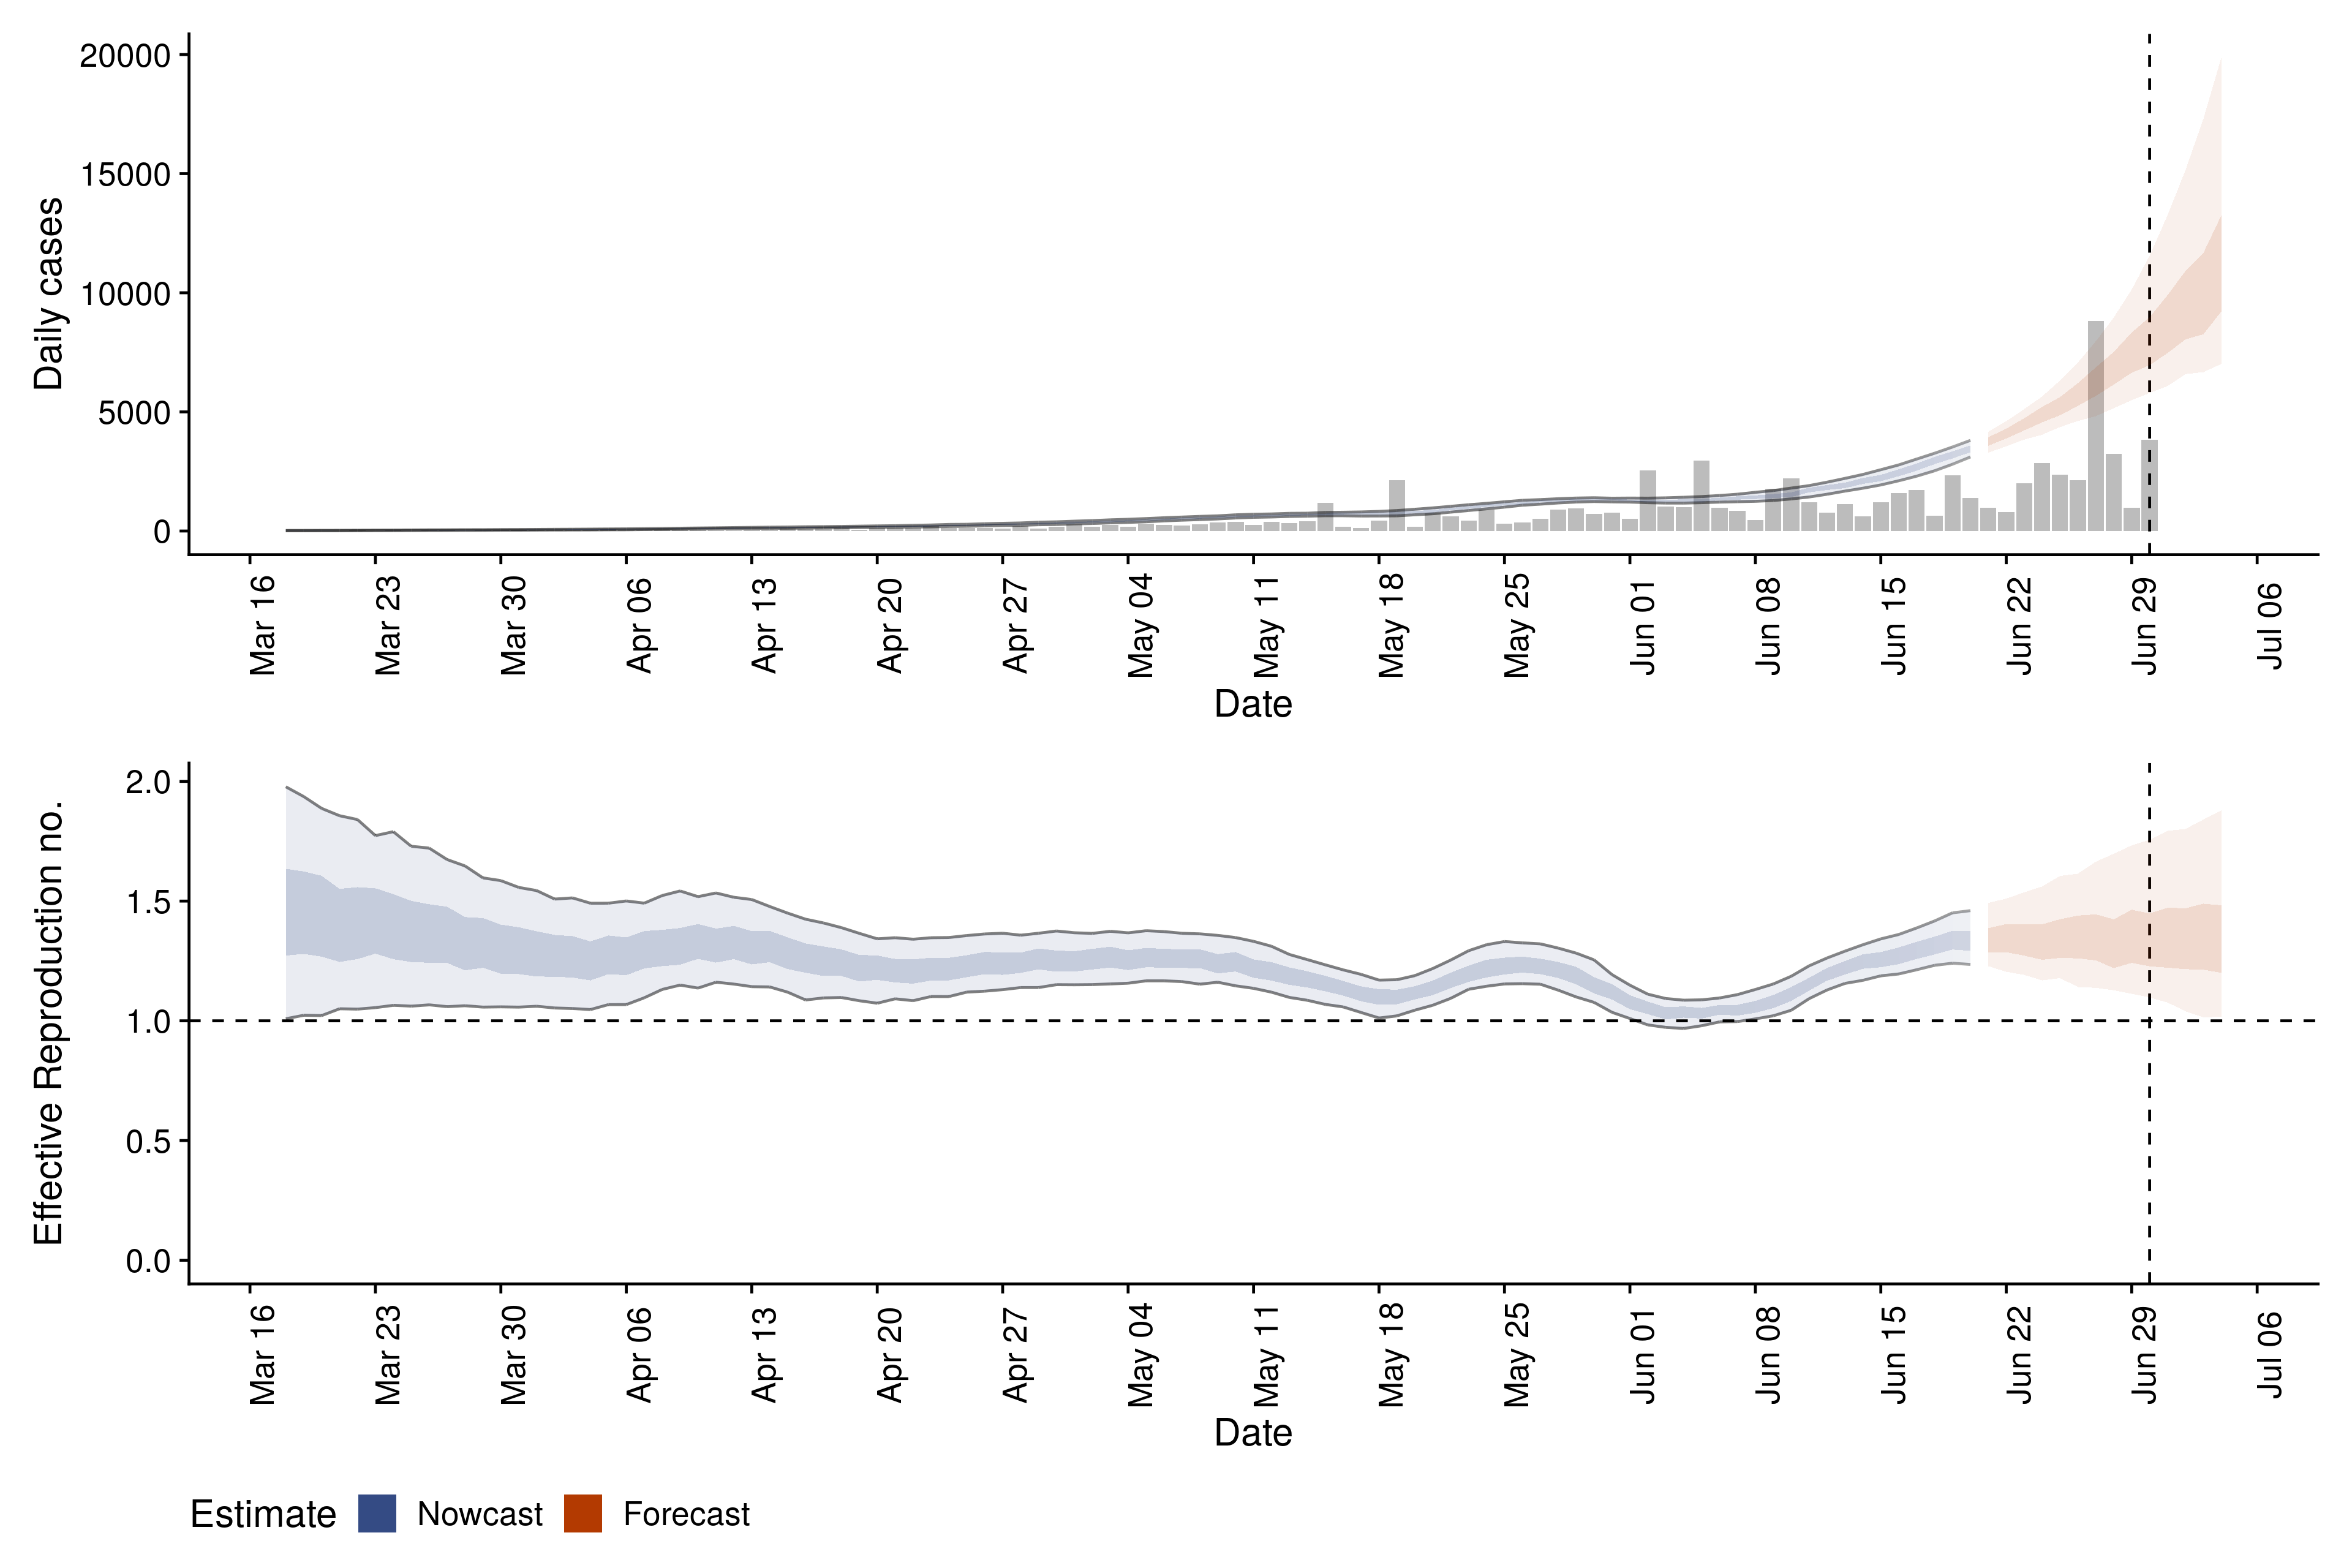 Daily cases
20000
15000
10000
5000
0
Mar 16 Mar 23 Mar 30 Apr 06 Apr 13 Apr 20 Apr 27 May 04 May 11 May 18 May 25 Jun 01 Jun 08 Jun 15 Jun 22 Jun 29 Jul 06
Date
Effective Reproduction no.
2.0
1.5
1.0
0.5
0.0
Mar 16 Mar 23 Mar 30 Apr 06 Apr 13 Apr 20 Apr 27 May 04 May 11 May 18 May 25 Jun 01 Jun 08 Jun 15 Jun 22 Jun 29 Jul 06
Date
Estimate Nowcast Forecast